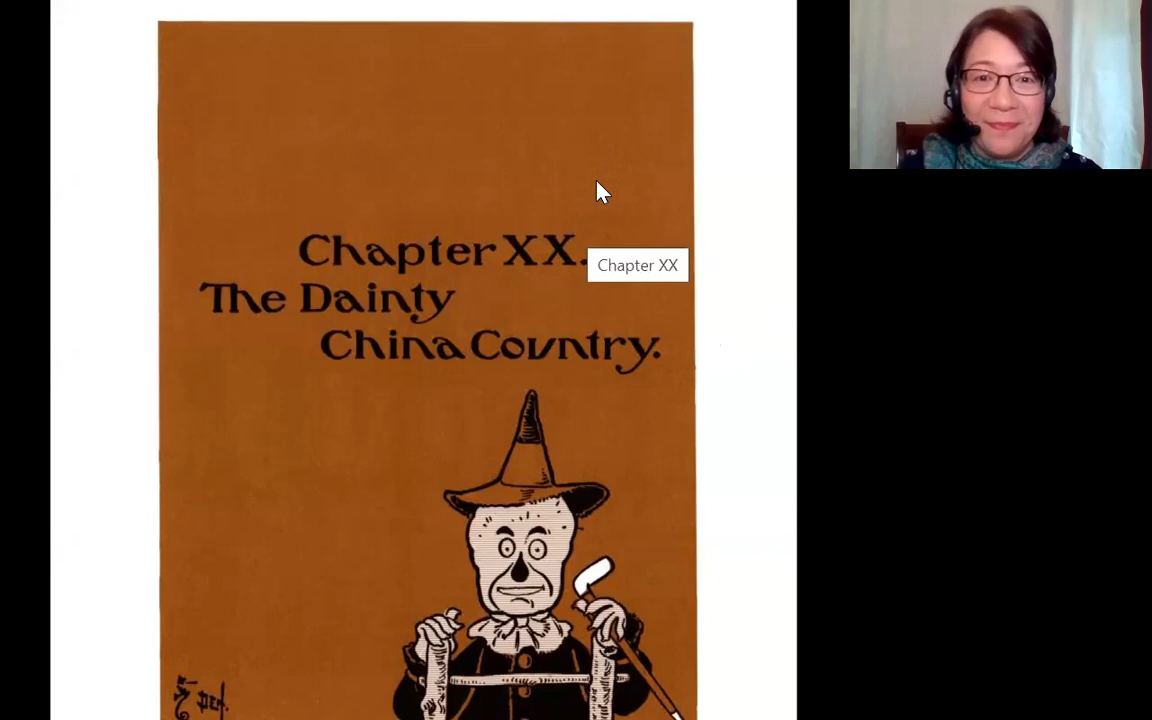 Chapter XX.
The Dainty
China Country.
Chapter XX